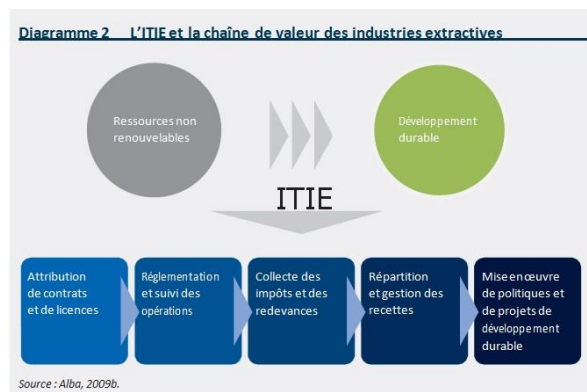 Diagramme 2 L'ITIE et la chaîne de valeur des industries extractives
Ressources non
renouvelables
Développement
durable
ITIE
Attribution
de contrats
et de licences
Réglementation
et suivi des
opérations
Collecte des
impôts et des
redevances
Répartition
et gestion des
recettes
Mise en œuvre
de politiques et
de projets de
développement
durable
Source : Alba, 2009b.